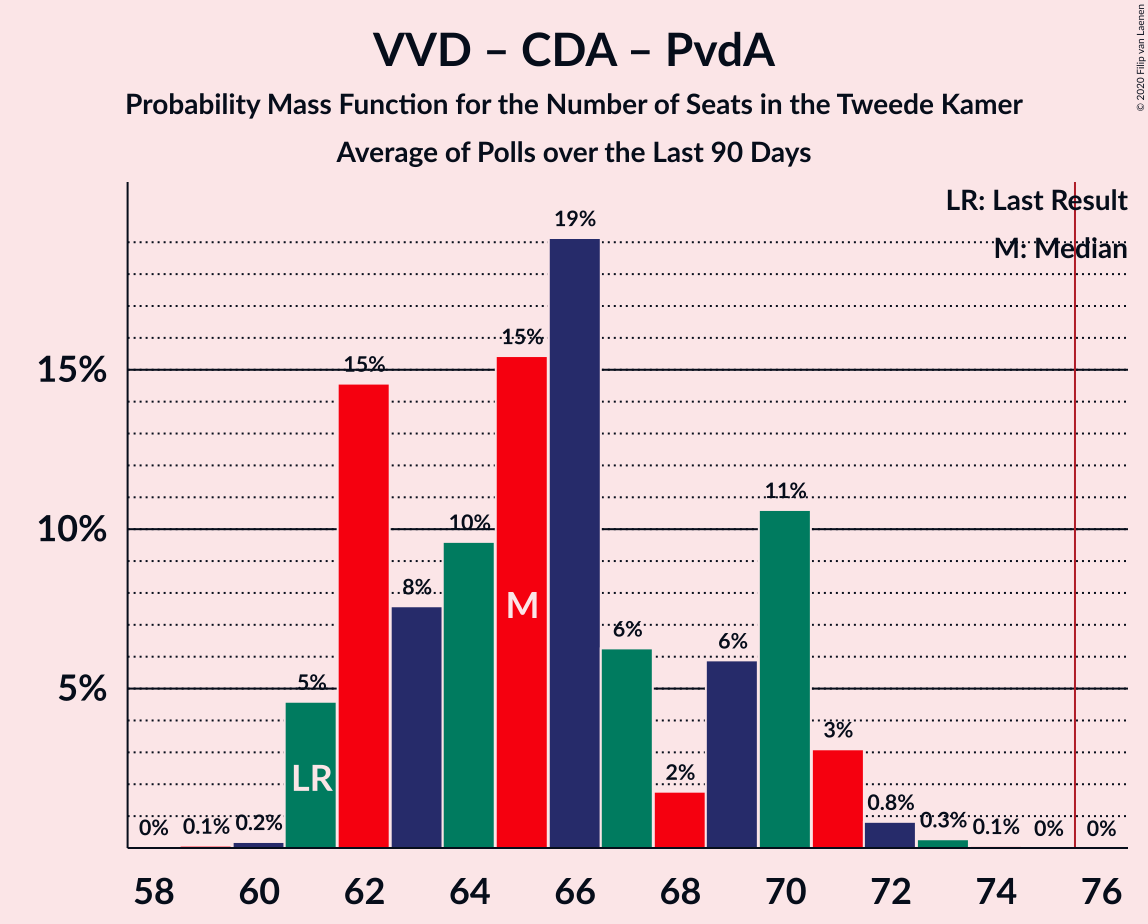 VVD – CDA – PvdA
Probability Mass Function for the Number of Seats in the Tweede Kamer
Average of Polls over the Last 90 Days
© 2020 Filip van Laenen
LR: Last Result
M: Median
19%
15%
15%
15%
11%
10%
10%
8%
M
6%
6%
5%
5%
LR
3%
2%
0%
0.1%
0.2%
0.8%
0.3%
0.1%
0%
0%
58 60 62 64 66 68 70 72 74 76